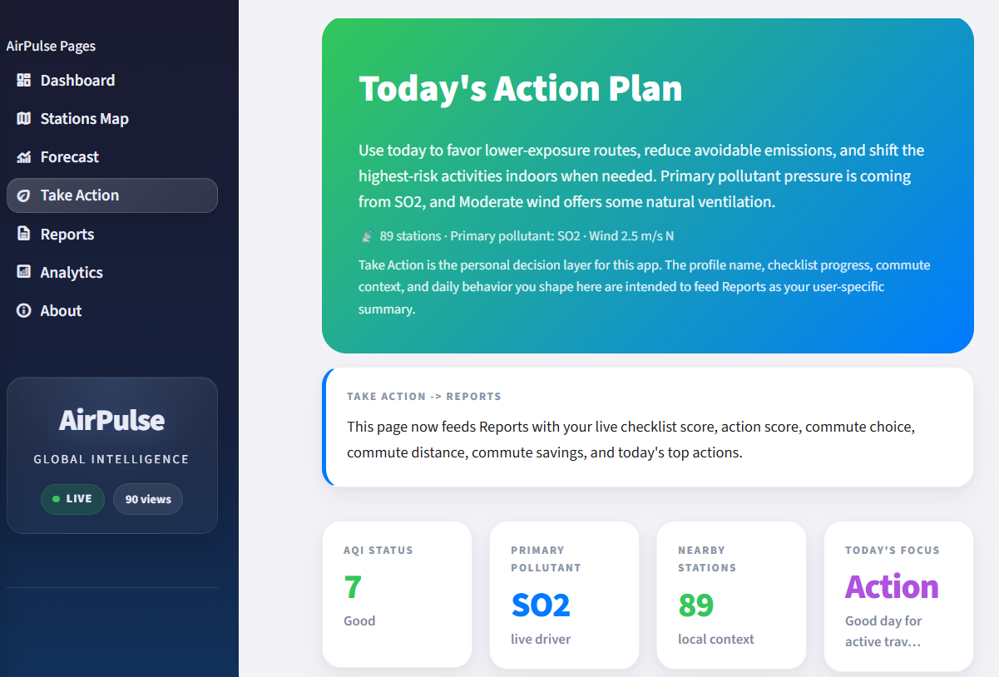 AirPulse Pages
Dashboard
Stations Map
Forecast
Take Action
Reports
Analytics
About
AirPulse
GLOBAL INTELLIGENCE
LIVE
90 views
Today's Action Plan
Use today to favor lower-exposure routes, reduce avoidable emissions, and shift the
highest-risk activities indoors when needed. Primary pollutant pressure is coming
from SO2, and Moderate wind offers some natural ventilation.
89 stations · Primary pollutant: SO2 · Wind 2.5 m/s N
Take Action is the personal decision layer for this app. The profile name, checklist progress, commute
context, and daily behavior you shape here are intended to feed Reports as your user-specific
summary.
TAKE ACTION -> REPORTS
This page now feeds Reports with your live checklist score, action score, commute choice,
commute distance, commute savings, and today's top actions.
AQI STATUS
7
Good
PRIMARY
POLLUTANT
SO2
live driver
NEARBY
STATIONS
89
local context
TODAY'S FOCUS
Action
Good day for
active trav...